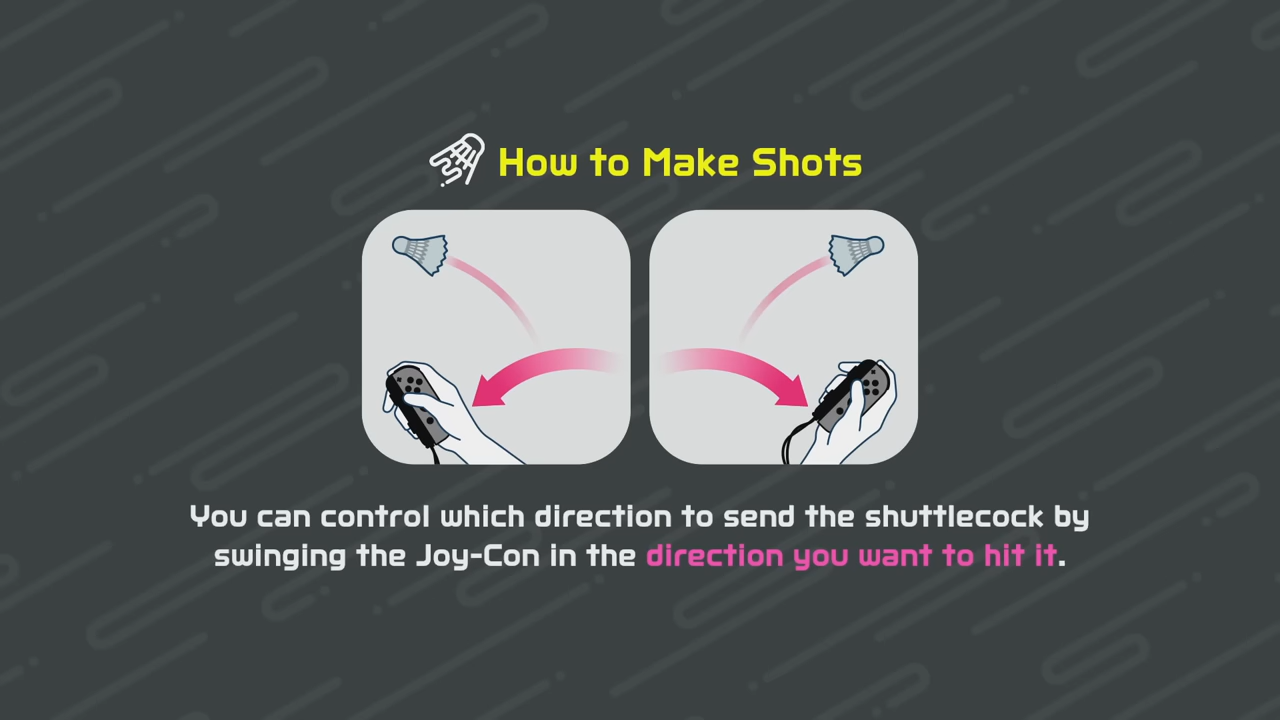 How to Make Shots
You can control which direction to send the shuttlecock by
swinging the Joy-Con in the direction you want to hit it.